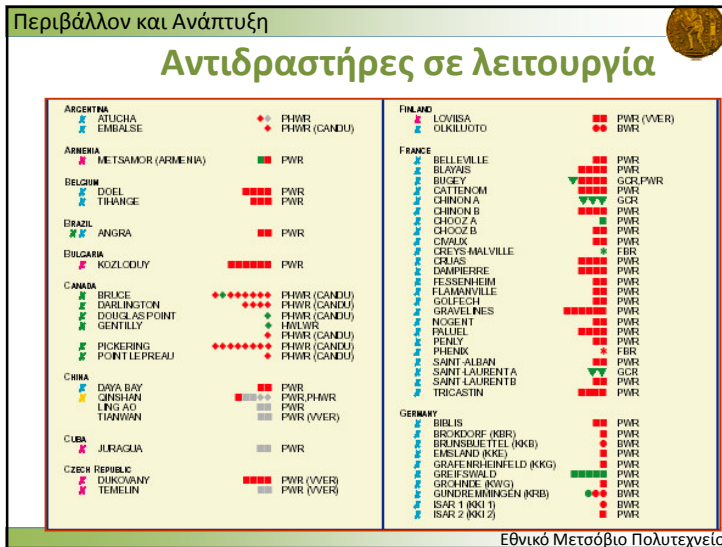 Περιβάλλον και Ανάπτυξη
Αντιδραστήρες σε λειτουργία
ARGENTINA
ATUCHA PHWR
EMBALSE PHWR (CANDU)
ARMENIA
METSAMOR (ARMENIA) PWR
BELGIUM
DOEL PWR
TIHANGE PWR
BRAZIL
ANGRA PWR
BULGARIA
KOZLODUY PWR
CANADA
BRUCE PHWR (CANDU)
DARLINGTON PHWR (CANDU)
DOUGLAS POINT PHWR (CANDU)
GENTILLY HWLWR
PHWR (CANDU)
PICKERING PHWR (CANDU)
POINT LEPREAU PHWR (CANDU)
CHINA
DAYA BAY PWR
QINSHAN PWR,PHWR
LING AO PWR
TIANWAN PWR (VVER)
CUBA
JURAGUA PWR
CZECH REPUBLIC
DUKOVANY PWR (VVER)
TEMELIN PWR (VVER)
FINLAND
LOVIISA PWR (VVER)
OLKILUOTO BWR
FRANCE
BELLEVILLE PWR
BLAYAIS PWR
BUGEY GCR,PWR
CATTENOM PWR
CHINON A GCR
CHINON B PWR
CHOOZ A PWR
CHOOZ B PWR
CIVAUX PWR
CREYS-MALVILLE FBR
CRUAS PWR
DAMPIERRE PWR
FESSENHEIM PWR
FLAMANVILLE PWR
GOLFECH PWR
GRAVELINES PWR
NOGENT PWR
PALUEL PWR
PENLY PWR
PHENIX FBR
SAINT-ALBAN PWR
SAINT-LAURENT A GCR
SAINT-LAURENT B PWR
TRICASTIN PWR
GERMANY
BIBLIS PWR
BROKDORF (KBR) PWR
BRUNSBUETTEL (KKB) BWR
EMSLAND (KKE) PWR
GRAFENRHEINFELD (KKG) PWR
GREIFSWALD PWR
GROHNDE (KWG) PWR
GUNDREMMINGEN (KRB) BWR
ISAR 1 (KKI 1) BWR
ISAR 2 (KKI 2) PWR
Εθνικό Μετσόβιο Πολυτεχνείο